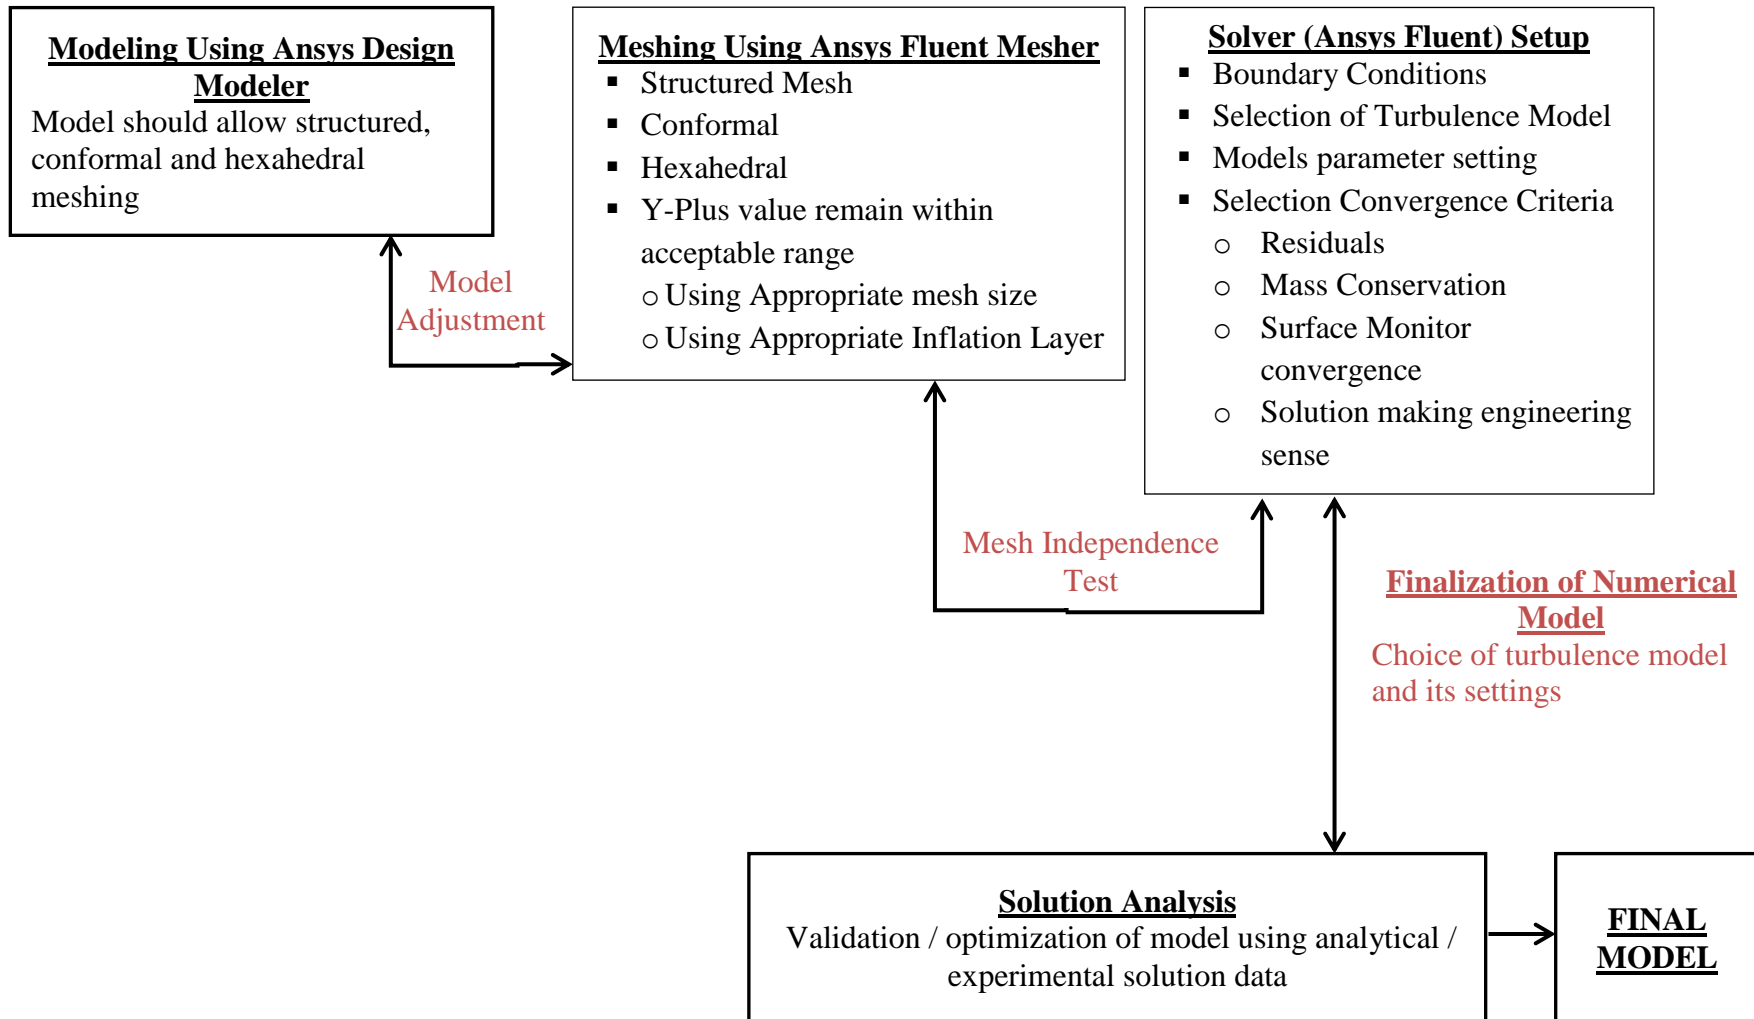 Modeling Using Ansys Design
Modeler
Model should allow structured,
conformal and hexahedral
meshing
Model
Adjustment
Meshing Using Ansys Fluent Mesher
▪ Structured Mesh
▪ Conformal
▪ Hexahedral
▪ Y-Plus value remain within
acceptable range
o Using Appropriate mesh size
o Using Appropriate Inflation Layer
Mesh Independence
Test
Solver (Ansys Fluent) Setup
▪ Boundary Conditions
▪ Selection of Turbulence Model
▪ Models parameter setting
▪ Selection Convergence Criteria
o Residuals
o Mass Conservation
o Surface Monitor
convergence
o Solution making engineering
sense
Finalization of Numerical
Model
Choice of turbulence model
and its settings
Solution Analysis
Validation / optimization of model using analytical /
experimental solution data
FINAL
MODEL